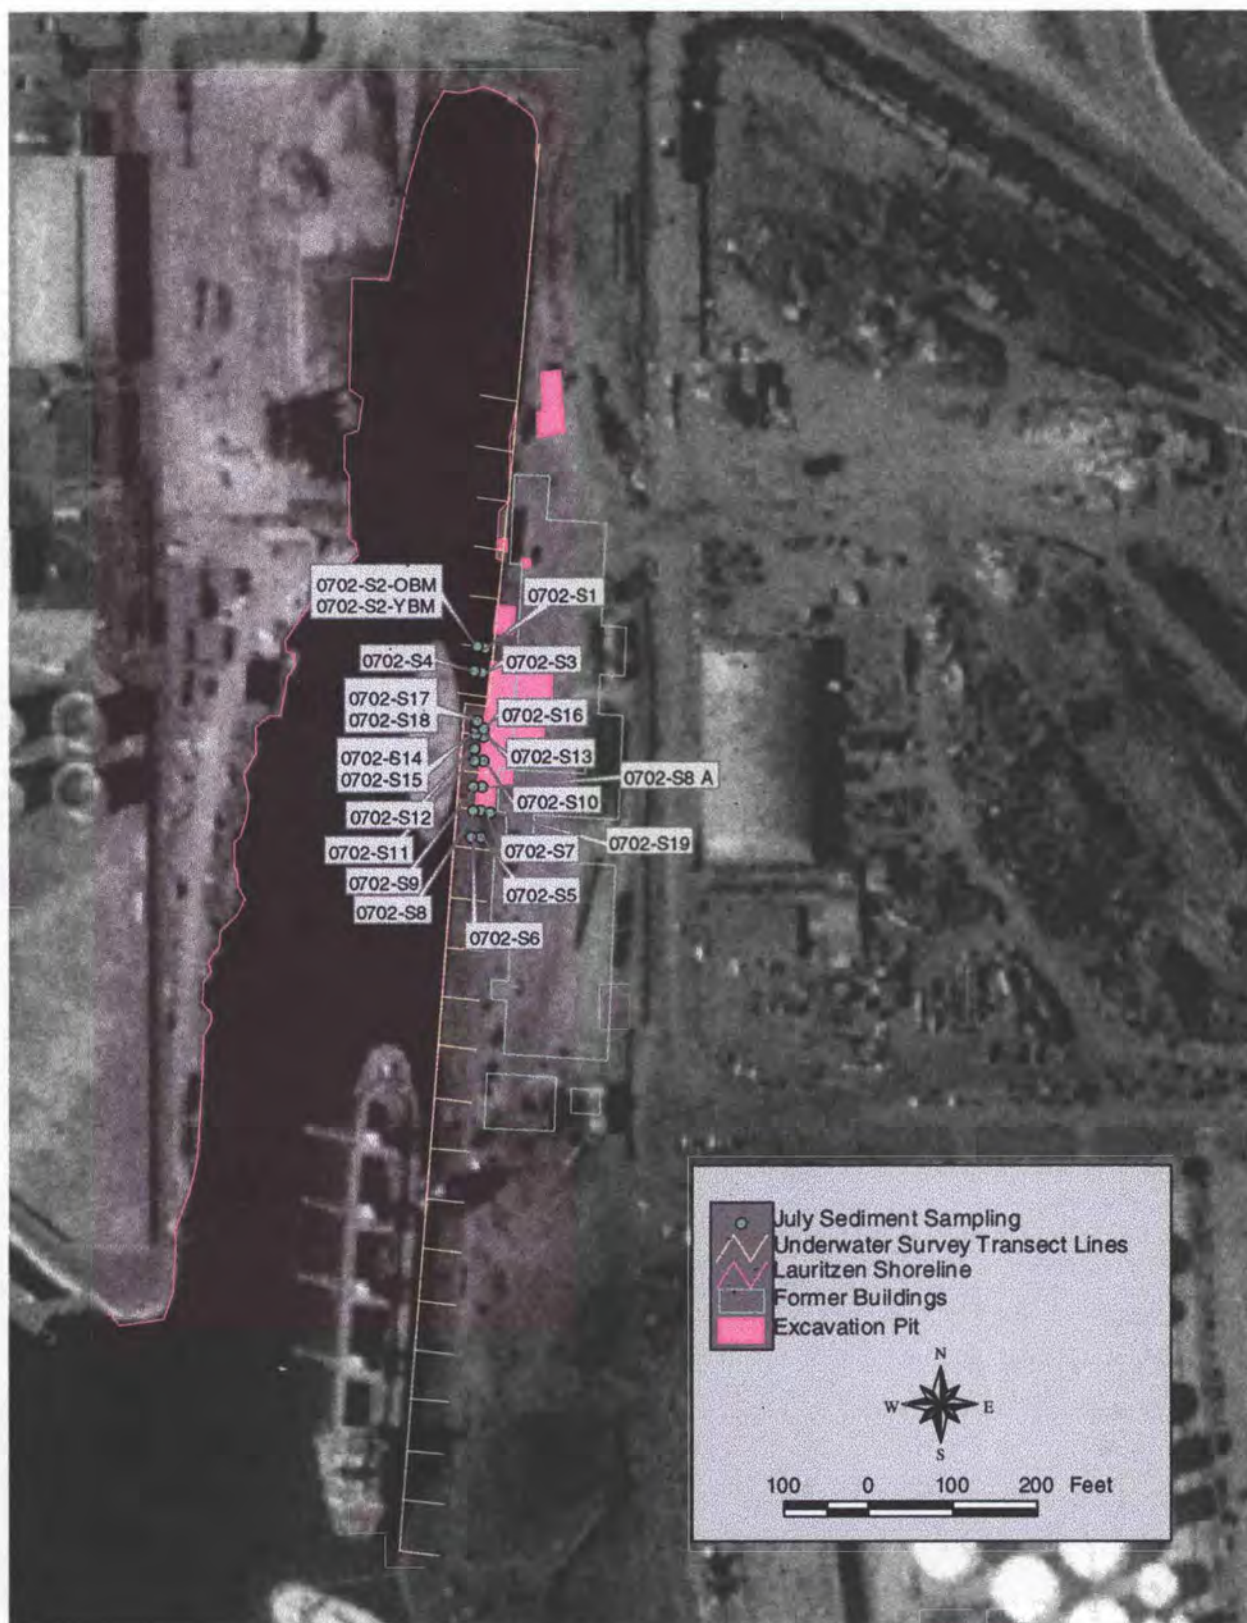 0702-S2-OBM
0702-S2-YBM
0702-S1
0702-S4
0702-S3
0702-S17
0702-S18
0702-S16
0702-S14
0702-S15
0702-S13
0702-S8 A
0702-S12
0702-S10
0702-S11
0702-S7
0702-S19
0702-S9
0702-S5
0702-S8
0702-S6
July Sediment Sampling
Underwater Survey Transect Lines
Lauritzen Shoreline
Former Buildings
Excavation Pit
N
W E
S
100 0 100 200 Feet